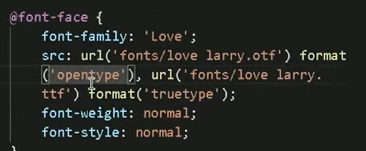 @font-face {
font-family: 'Love';
src: url('fonts/love larry.otf') format
('opentype'), url('fonts/love larry.
ttf') format('truetype');
font-weight: normal;
font-style: normal;
}